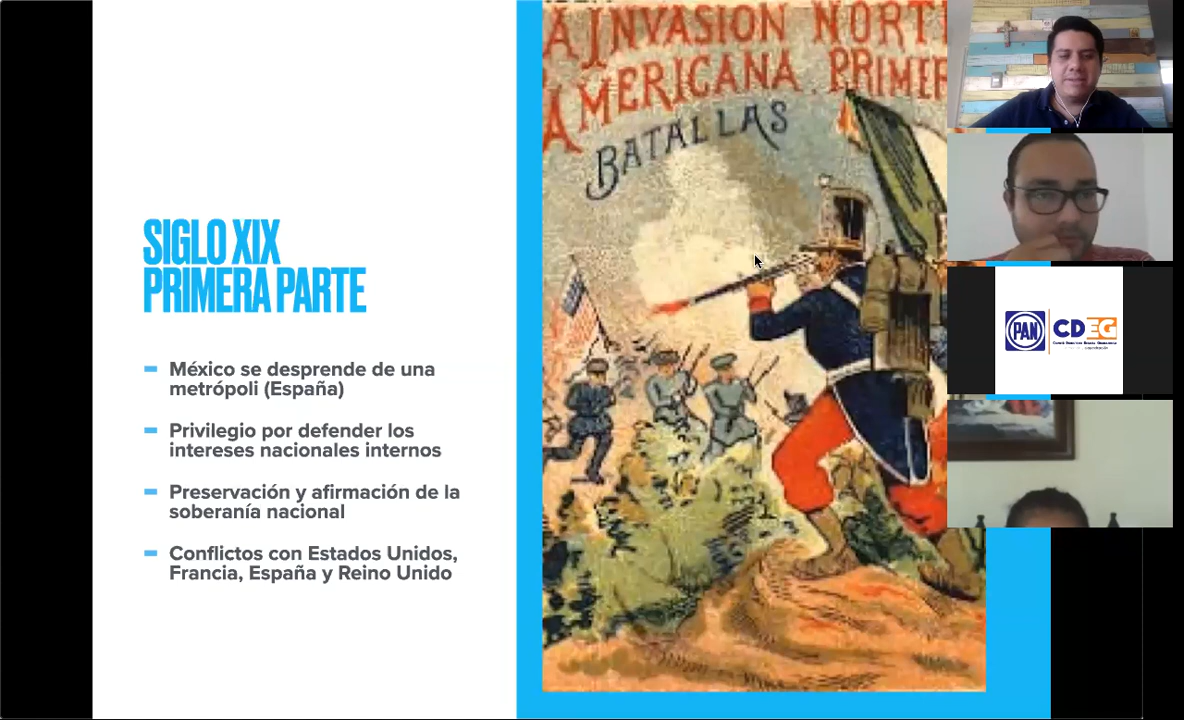 SIGLO XIX
PRIMERA PARTE
México se desprende de una
metrópoli (España)
Privilegio por defender los
intereses nacionales internos
Preservación y afirmación de la
soberanía nacional
Conflictos con Estados Unidos,
Francia, España y Reino Unido
A INVASION NORT
AMERICANA. PRIMER
BATALLAS
PAN
CDEG